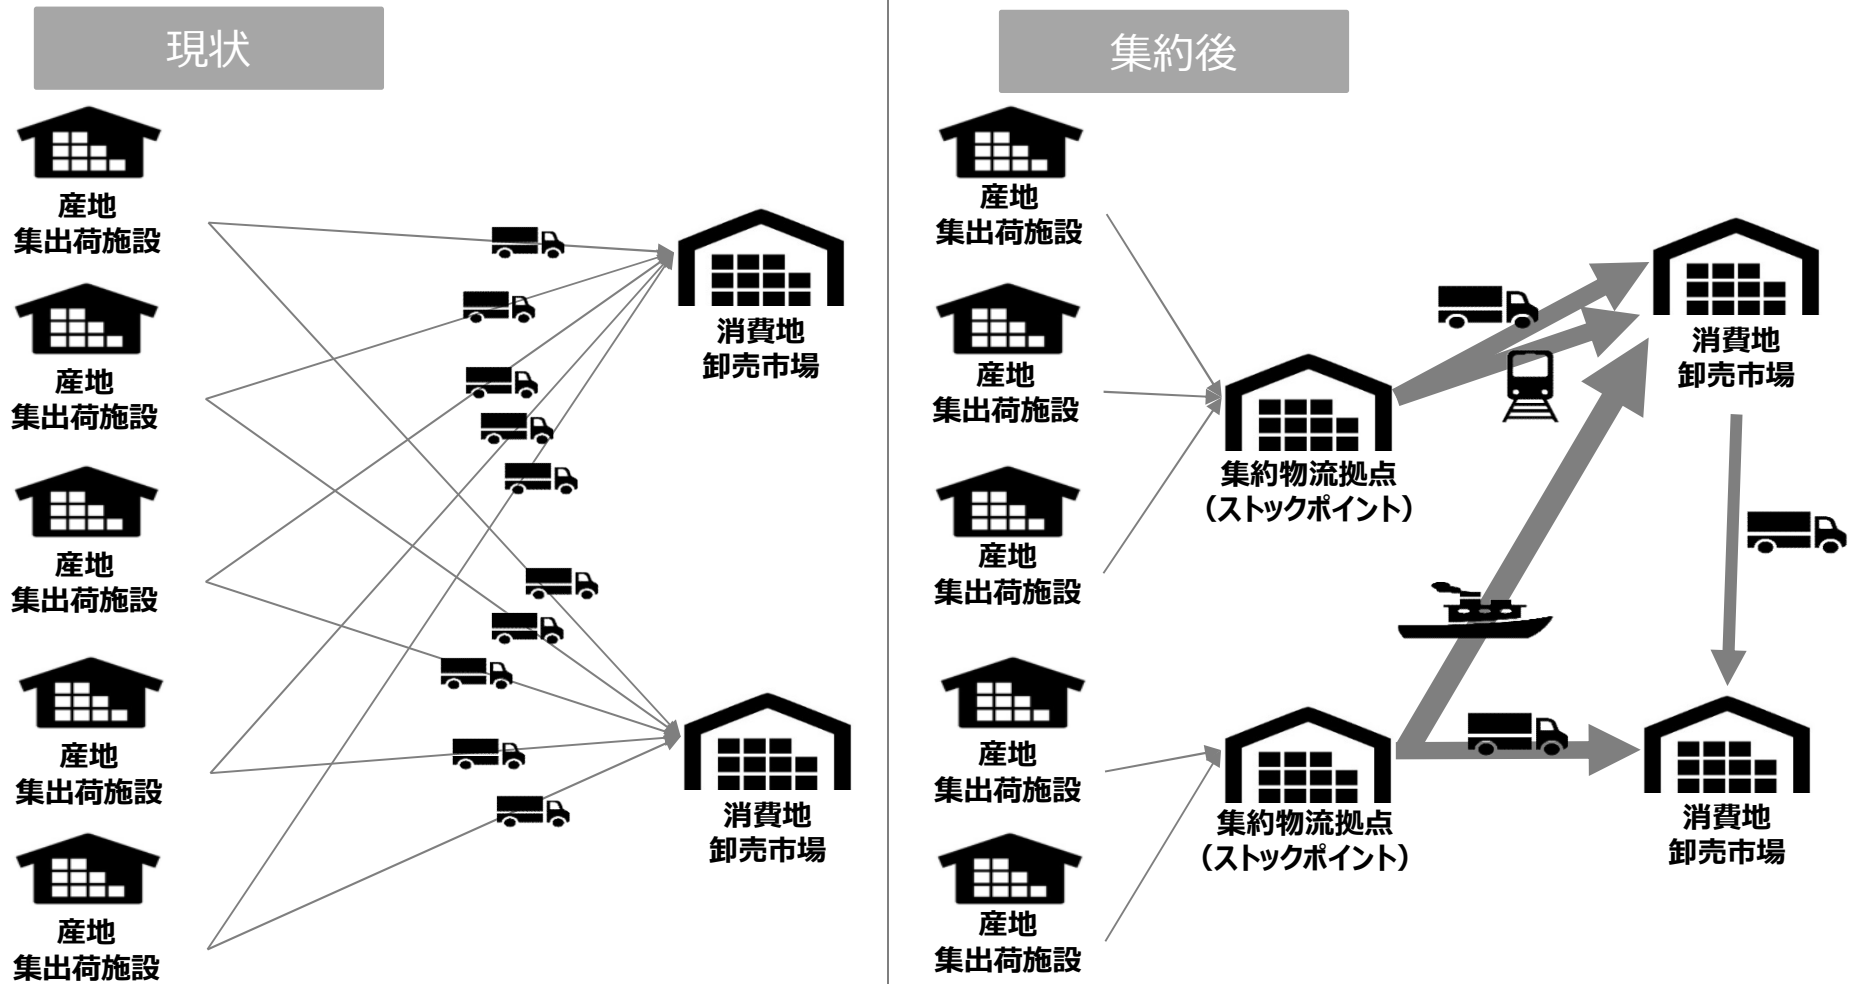 現状
産地
集出荷施設
産地
集出荷施設
産地
集出荷施設
産地
集出荷施設
産地
集出荷施設
消費地
卸売市場
消費地
卸売市場
集約後
産地
集出荷施設
産地
集出荷施設
産地
集出荷施設
産地
集出荷施設
産地
集出荷施設
集約物流拠点
（ストックポイント）
集約物流拠点
（ストックポイント）
消費地
卸売市場
消費地
卸売市場